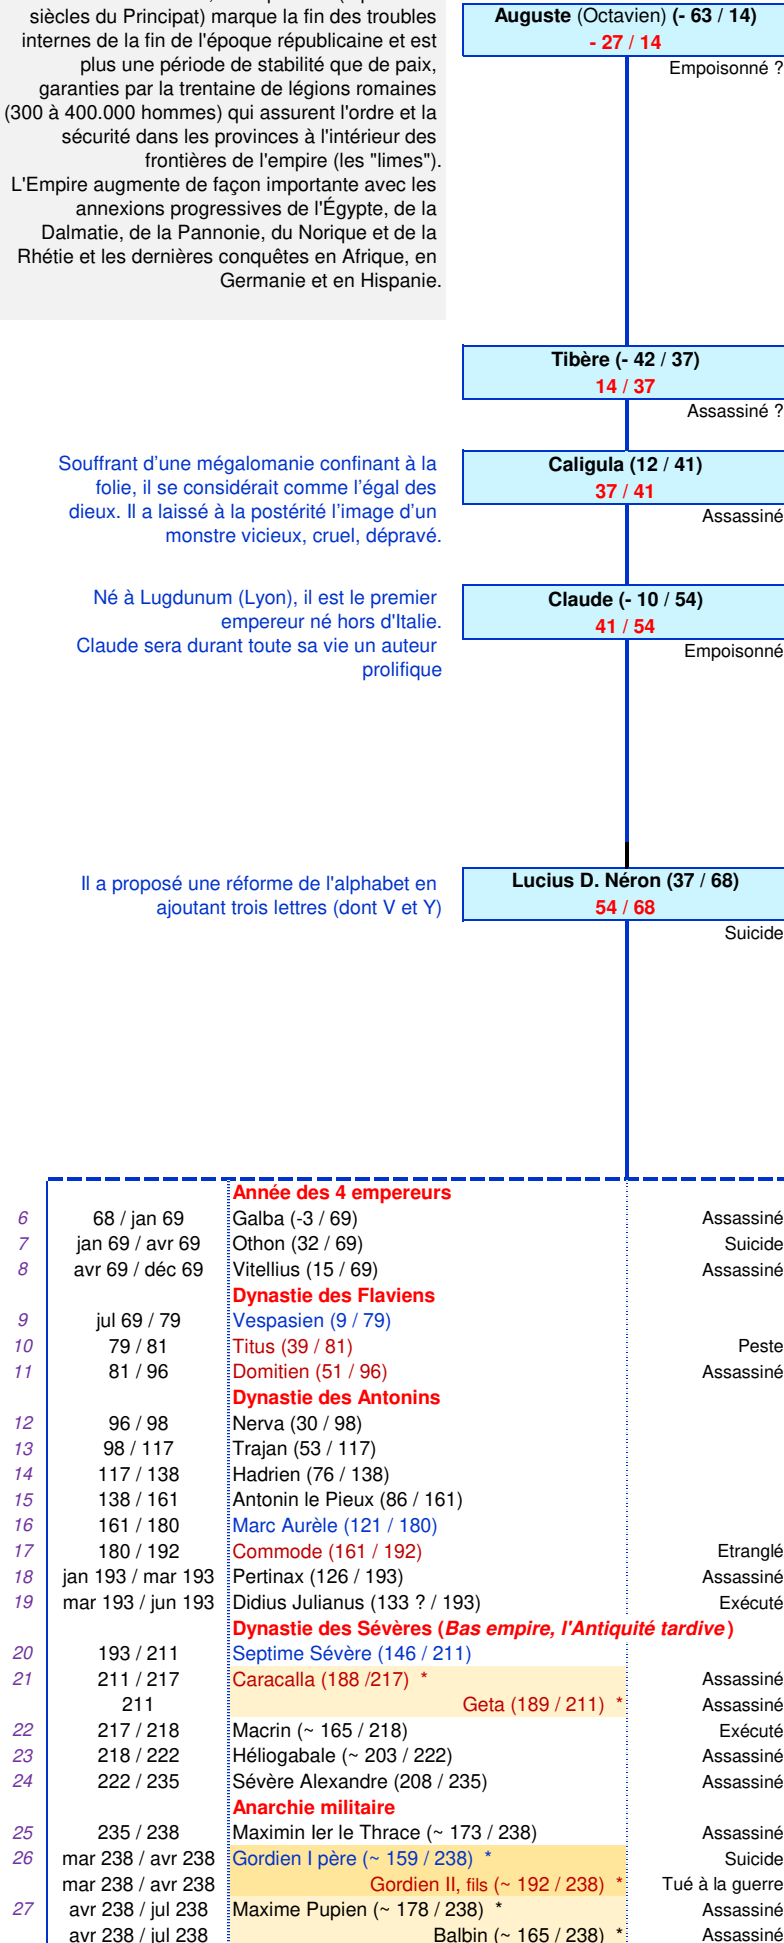 siècles du Principat) marque la fin des troubles
internes de la fin de l'époque républicaine et est
plus une période de stabilité que de paix,
garanties par la trentaine de légions romaines
(300 à 400.000 hommes) qui assurent l'ordre et la
sécurité dans les provinces à l'intérieur des
frontières de l'empire (les "limes").
L'Empire augmente de façon importante avec les
annexions progressives de l'Égypte, de la
Dalmatie, de la Pannonie, du Norique et de la
Rhétie et les dernières conquêtes en Afrique, en
Germanie et en Hispanie.
Auguste (Octavien) (- 63 / 14)
- 27 / 14
Empoisonné ?
Tibère (- 42 / 37)
14 / 37
Assassiné ?
Souffrant d’une mégalomanie confinant à la
folie, il se considérait comme l’égal des
dieux. Il a laissé à la postérité l’image d’un
monstre vicieux, cruel, dépravé.
Caligula (12 / 41)
37 / 41
Assassiné
Né à Lugdunum (Lyon), il est le premier
empereur né hors d'Italie.
Claude sera durant toute sa vie un auteur
prolifique
Claude (- 10 / 54)
41 / 54
Empoisonné
Il a proposé une réforme de l'alphabet en
ajoutant trois lettres (dont V et Y)
Lucius D. Néron (37 / 68)
54 / 68
Suicide
Année des 4 empereurs
6 68 / jan 69 Galba (-3 / 69) Assassiné
7 jan 69 / avr 69 Othon (32 / 69) Suicide
8 avr 69 / déc 69 Vitellius (15 / 69) Assassiné
Dynastie des Flaviens
9 jul 69 / 79 Vespasien (9 / 79)
10 79 / 81 Titus (39 / 81) Peste
11 81 / 96 Domitien (51 / 96) Assassiné
Dynastie des Antonins
12 96 / 98 Nerva (30 / 98)
13 98 / 117 Trajan (53 / 117)
14 117 / 138 Hadrien (76 / 138)
15 138 / 161 Antonin le Pieux (86 / 161)
16 161 / 180 Marc Aurèle (121 / 180)
17 180 / 192 Commode (161 / 192) Etranglé
18 jan 193 / mar 193 Pertinax (126 / 193) Assassiné
19 mar 193 / jun 193 Didius Julianus (133 ? / 193) Exécuté
Dynastie des Sévères (Bas empire, l'Antiquité tardive)
20 193 / 211 Septime Sévère (146 / 211)
21 211 / 217 Caracalla (188 /217) * Assassiné
211 Geta (189 / 211) * Assassiné
22 217 / 218 Macrin (~ 165 / 218) Exécuté
23 218 / 222 Héliogabale (~ 203 / 222) Assassiné
24 222 / 235 Sévère Alexandre (208 / 235) Assassiné
Anarchie militaire
25 235 / 238 Maximin Ier le Thrace (~ 173 / 238) Assassiné
26 mar 238 / avr 238 Gordien I père (~ 159 / 238) * Suicide
mar 238 / avr 238 Gordien II, fils (~ 192 / 238) * Tué à la guerre
27 avr 238 / jul 238 Maxime Pupien (~ 178 / 238) * Assassiné
avr 238 / jul 238 Balbin (~ 165 / 238) * Assassiné